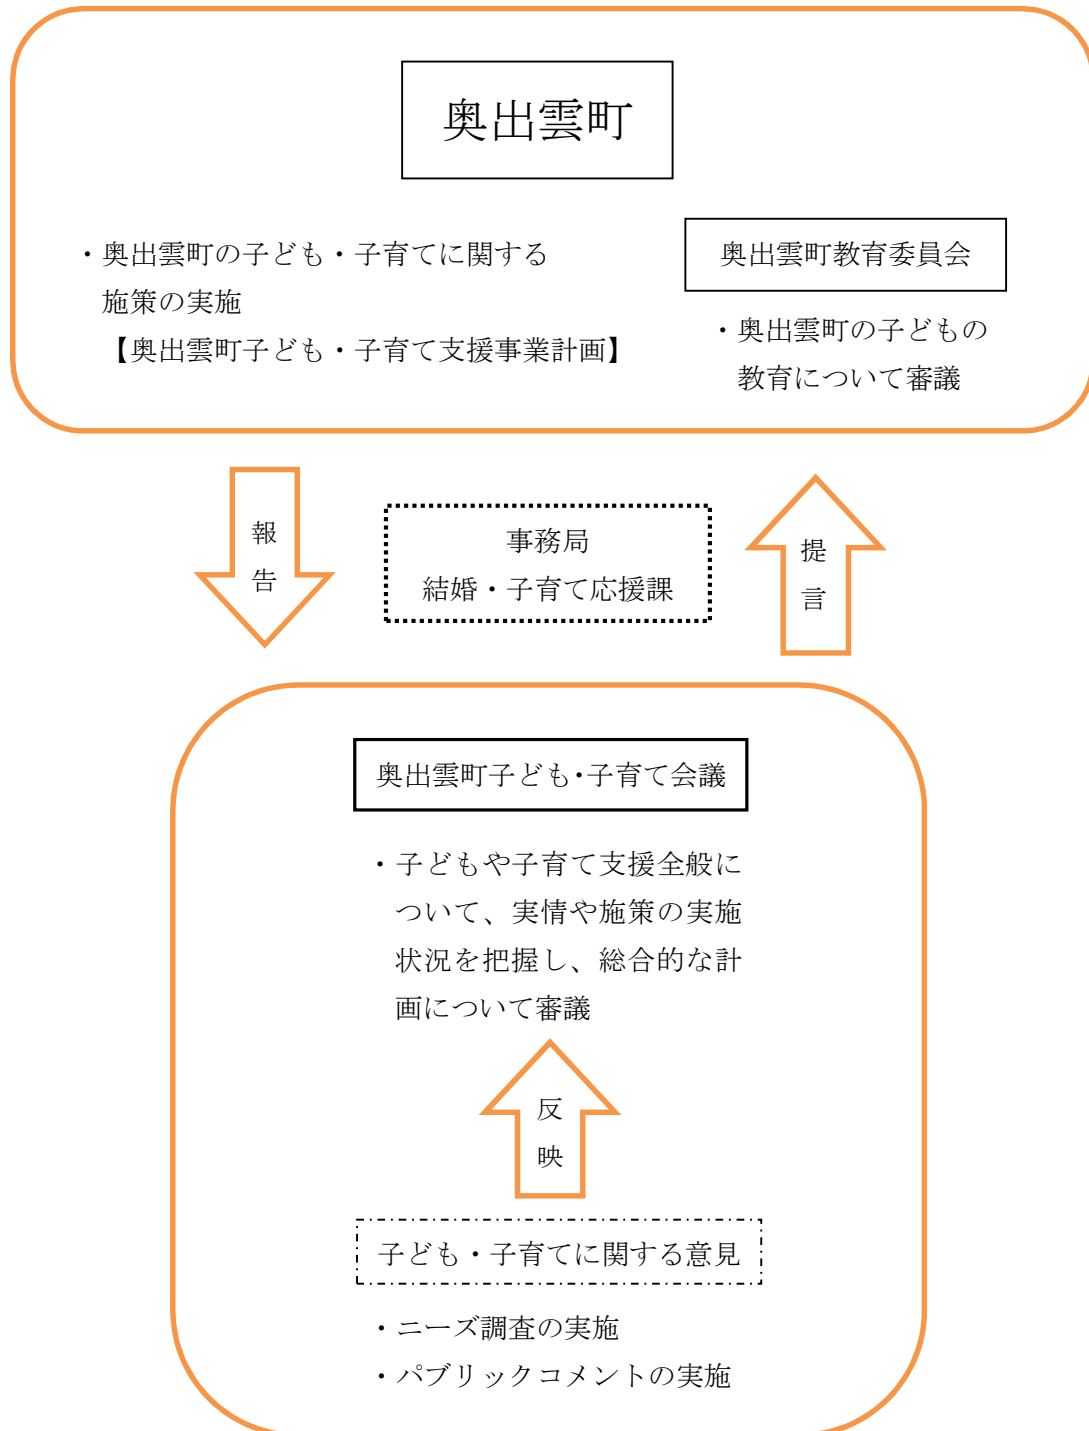 奥出雲町
・奥出雲町の子ども・子育てに関する
施策の実施
【奥出雲町子ども・子育て支援事業計画】
奥出雲町教育委員会
・奥出雲町の子どもの
教育について審議
報
告
事務局
結婚・子育て応援課
提
言
奥出雲町子ども・子育て会議
・子どもや子育て支援全般に
ついて、実情や施策の実施
状況を把握し、総合的な計
画について審議
反
映
子ども・子育てに関する意見
・ニーズ調査の実施
・パブリックコメントの実施